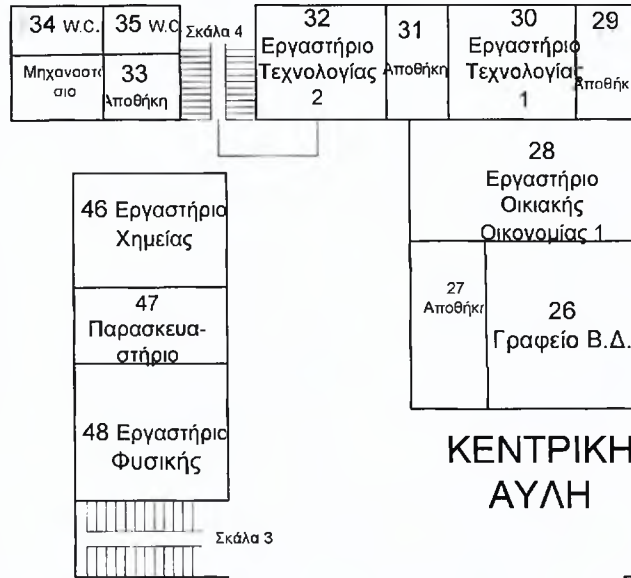 34 w.c.
35 w.c
Σκάλα 4
32
Εργαστήριο
Τεχνολογίας
2
31
Αποθήκη
30
Εργαστήριο
Τεχνολογίας
1
29
Αποθήκ
Μηχαναστ
σιο
33
Αποθήκη
28
Εργαστήριο
Οικιακής
Οικονομίας 1
46 Εργαστήριο
Χημείας
27
Αποθήκη
26
Γραφείο Β.Δ.
47
Παρασκευα-
στήριο
48 Εργαστήριο
Φυσικής
ΚΕΝΤΡΙΚΗ
ΑΥΛΗ
Σκάλα 3